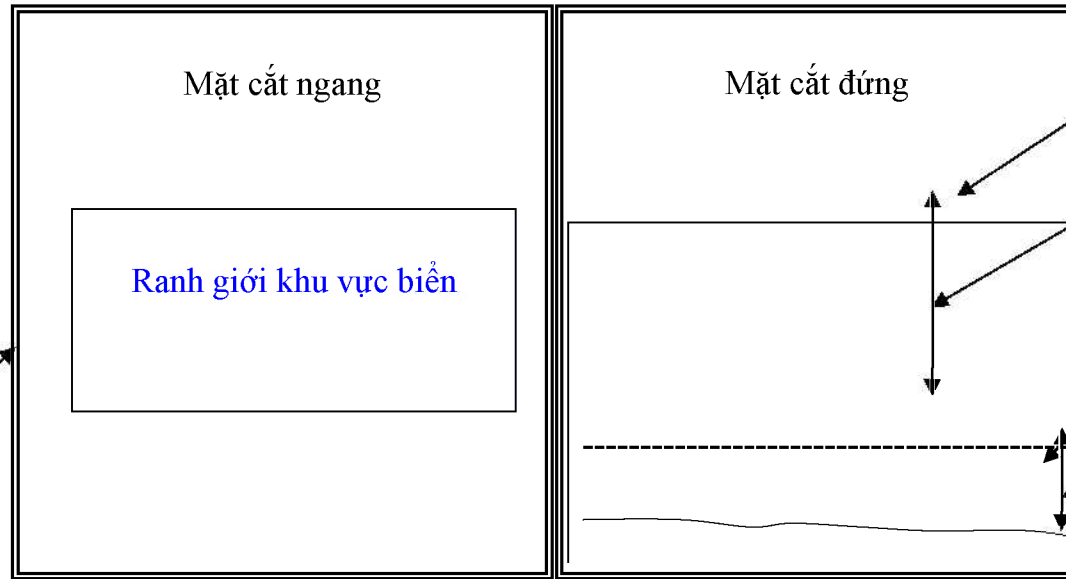 Mặt cắt ngang
Mặt cắt đứng
Ranh giới khu vực biển